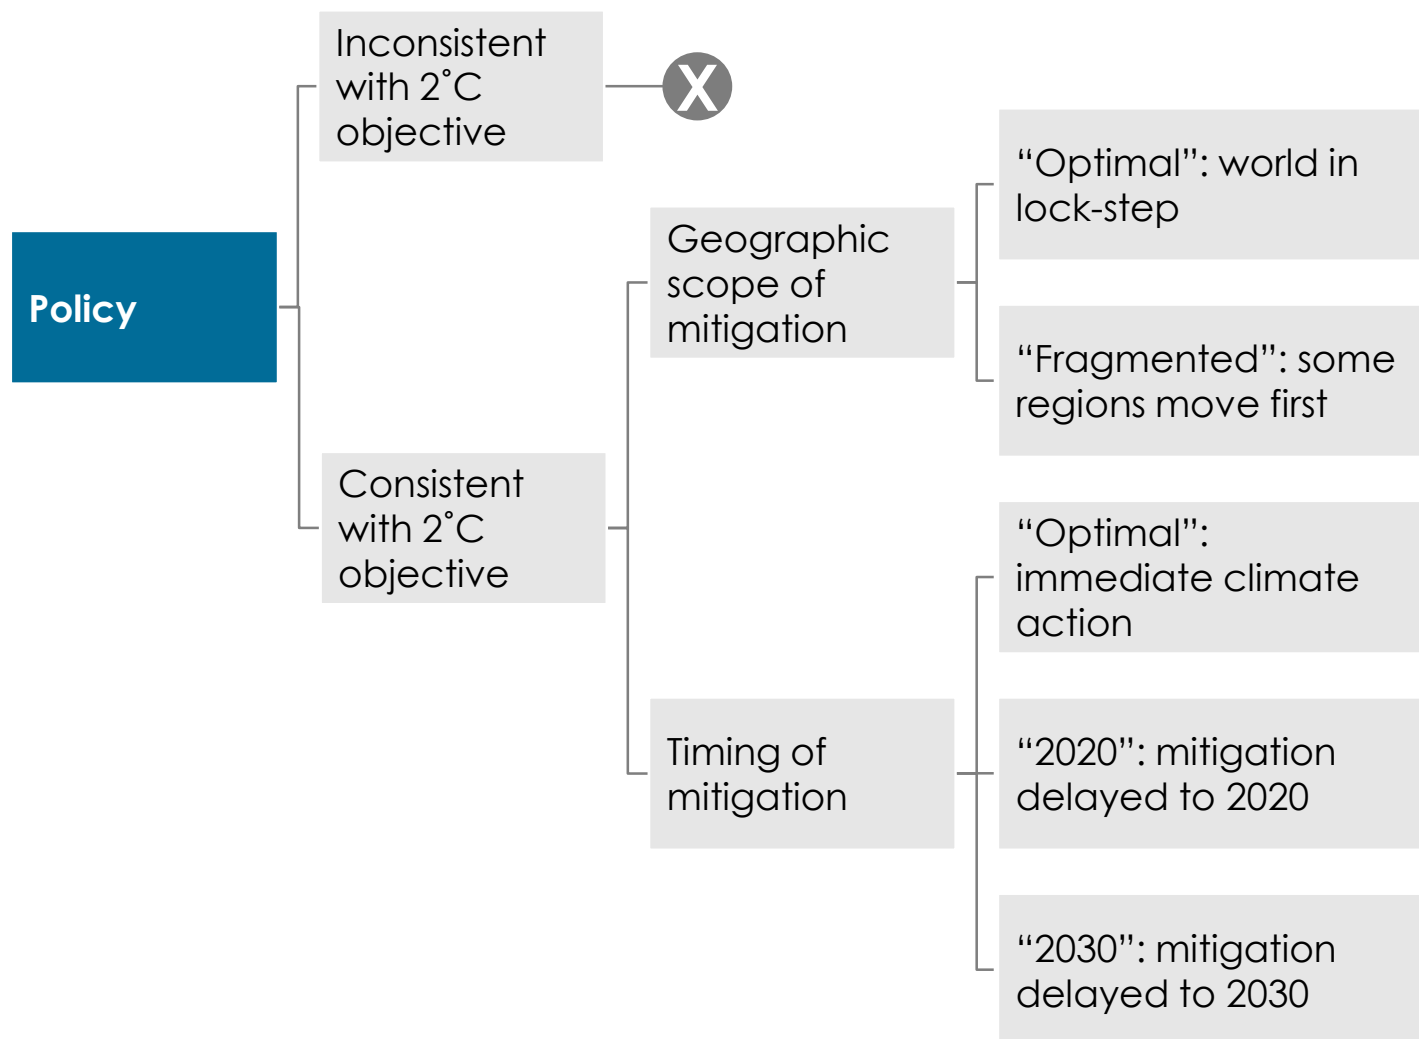 Inconsistent
with 2˚C
objective
X
“Optimal”: world in
lock-step
Geographic
scope of
mitigation
Policy
“Fragmented”: some
regions move first
Consistent
with 2˚C
objective
“Optimal”:
immediate climate
action
Timing of
mitigation
“2020”: mitigation
delayed to 2020
“2030”: mitigation
delayed to 2030